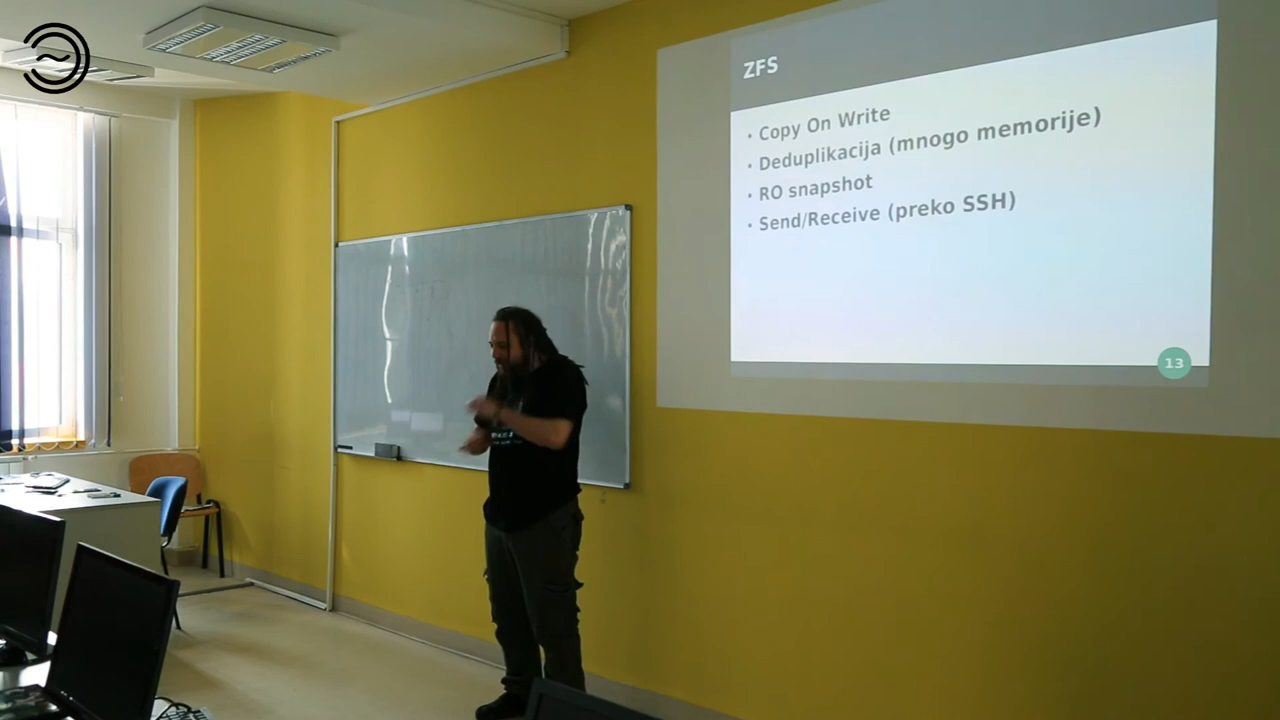 ZFS
• Copy On Write
• Deduplikacija (mnogo memorije)
• RO snapshot
• Send/Receive (preko SSH)
13